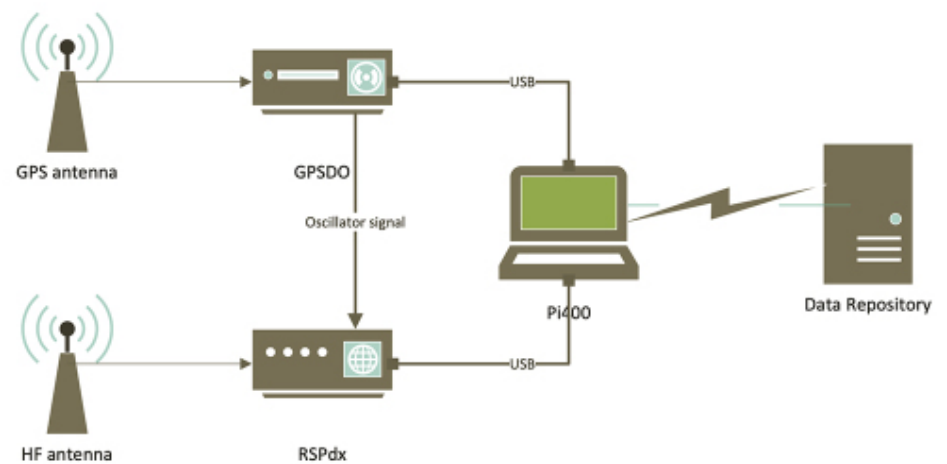 USB
GPS antenna
GPSDO
Oscillator signal
Pi400
Data Repository
USB
HF antenna
RSPdx